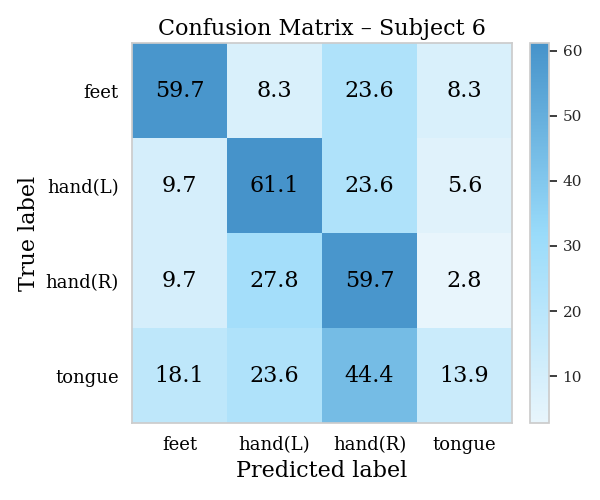 Confusion Matrix – Subject 6
feet 59.7 8.3 23.6 8.3
hand(L) 9.7 61.1 23.6 5.6
hand(R) 9.7 27.8 59.7 2.8
tongue 18.1 23.6 44.4 13.9
feet hand(L) hand(R) tongue
Predicted label
True label
60
50
40
30
20
10